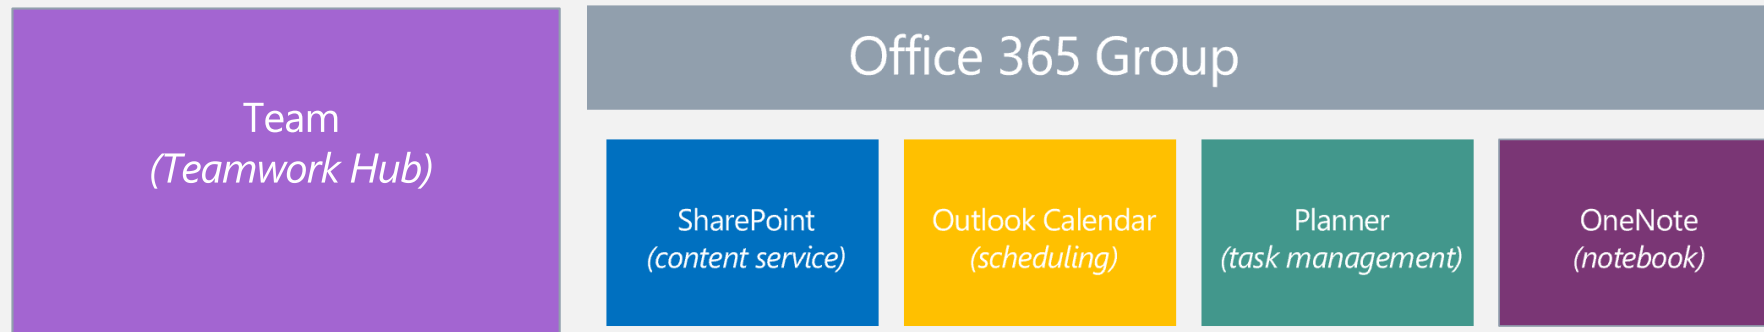 Team
(Teamwork Hub)
Office 365 Group
SharePoint
(content service)
Outlook Calendar
(scheduling)
Planner
(task management)
OneNote
(notebook)